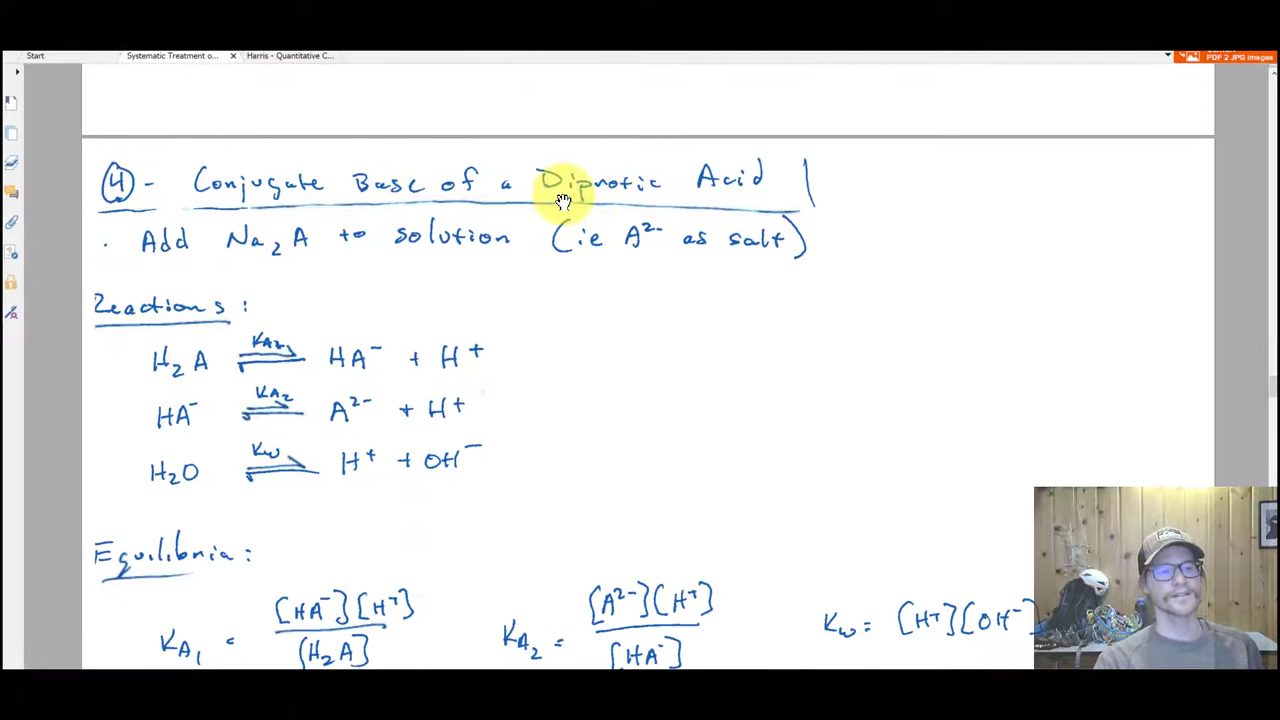 Start Systematic Treatment o... × Harris - Quantitative C...
PDF 2 JPG Images
④ - Conjugate Base of a Diprotic Acid
· Add Na₂A to solution (ie A²⁻ as salt)
Reactions:
H₂A ⇌ HA⁻ + H⁺
HA⁻ ⇌ A²⁻ + H⁺
KA₂
H₂O ⇌ H⁺ + OH⁻
Kw
Equilibria:
KA₁ = [HA⁻][H⁺] / [H₂A] KA₂ = [A²⁻][H⁺] / [HA⁻] Kw = [H⁺][OH⁻]